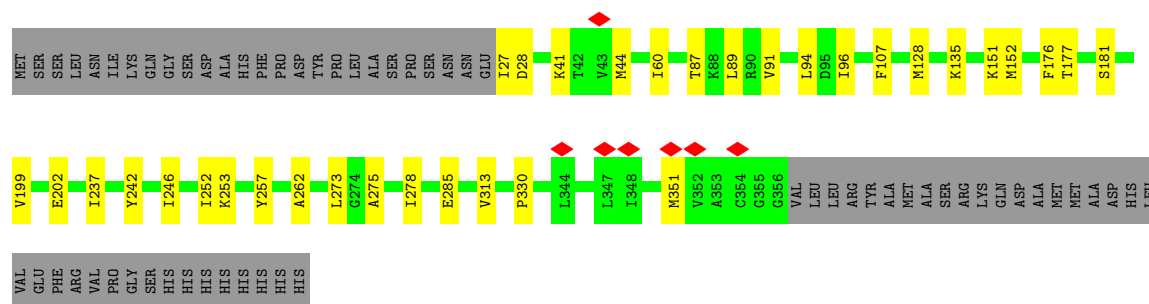 MET SER SER LEU ASN ILE LYS GLN GLY SER ASP ALA HIS PHE PRO ASP TYR PRO LEU ALA SER PRO SER ASN ASN GLU I27 D28 K41 T42 V43 M44 I60 T87 K88 L89 R90 V91 L94 D95 I96 F107 M128 K135 K151 M152 F176 T177 S181
V199 E202 I237 Y242 I246 I252 K253 Y257 A262 L273 G274 A275 I278 E285 V313 P330 L344 L347 I348 M351 V352 A353 C354 G355 G356 VAL LEU LEU ARG TYR ALA MET ALA SER ARG LYS GLN ASP ALA MET MET ALA ASP HIS LEU
VAL GLU PHE ARG VAL PRO GLY SER HIS HIS HIS HIS HIS HIS HIS HIS